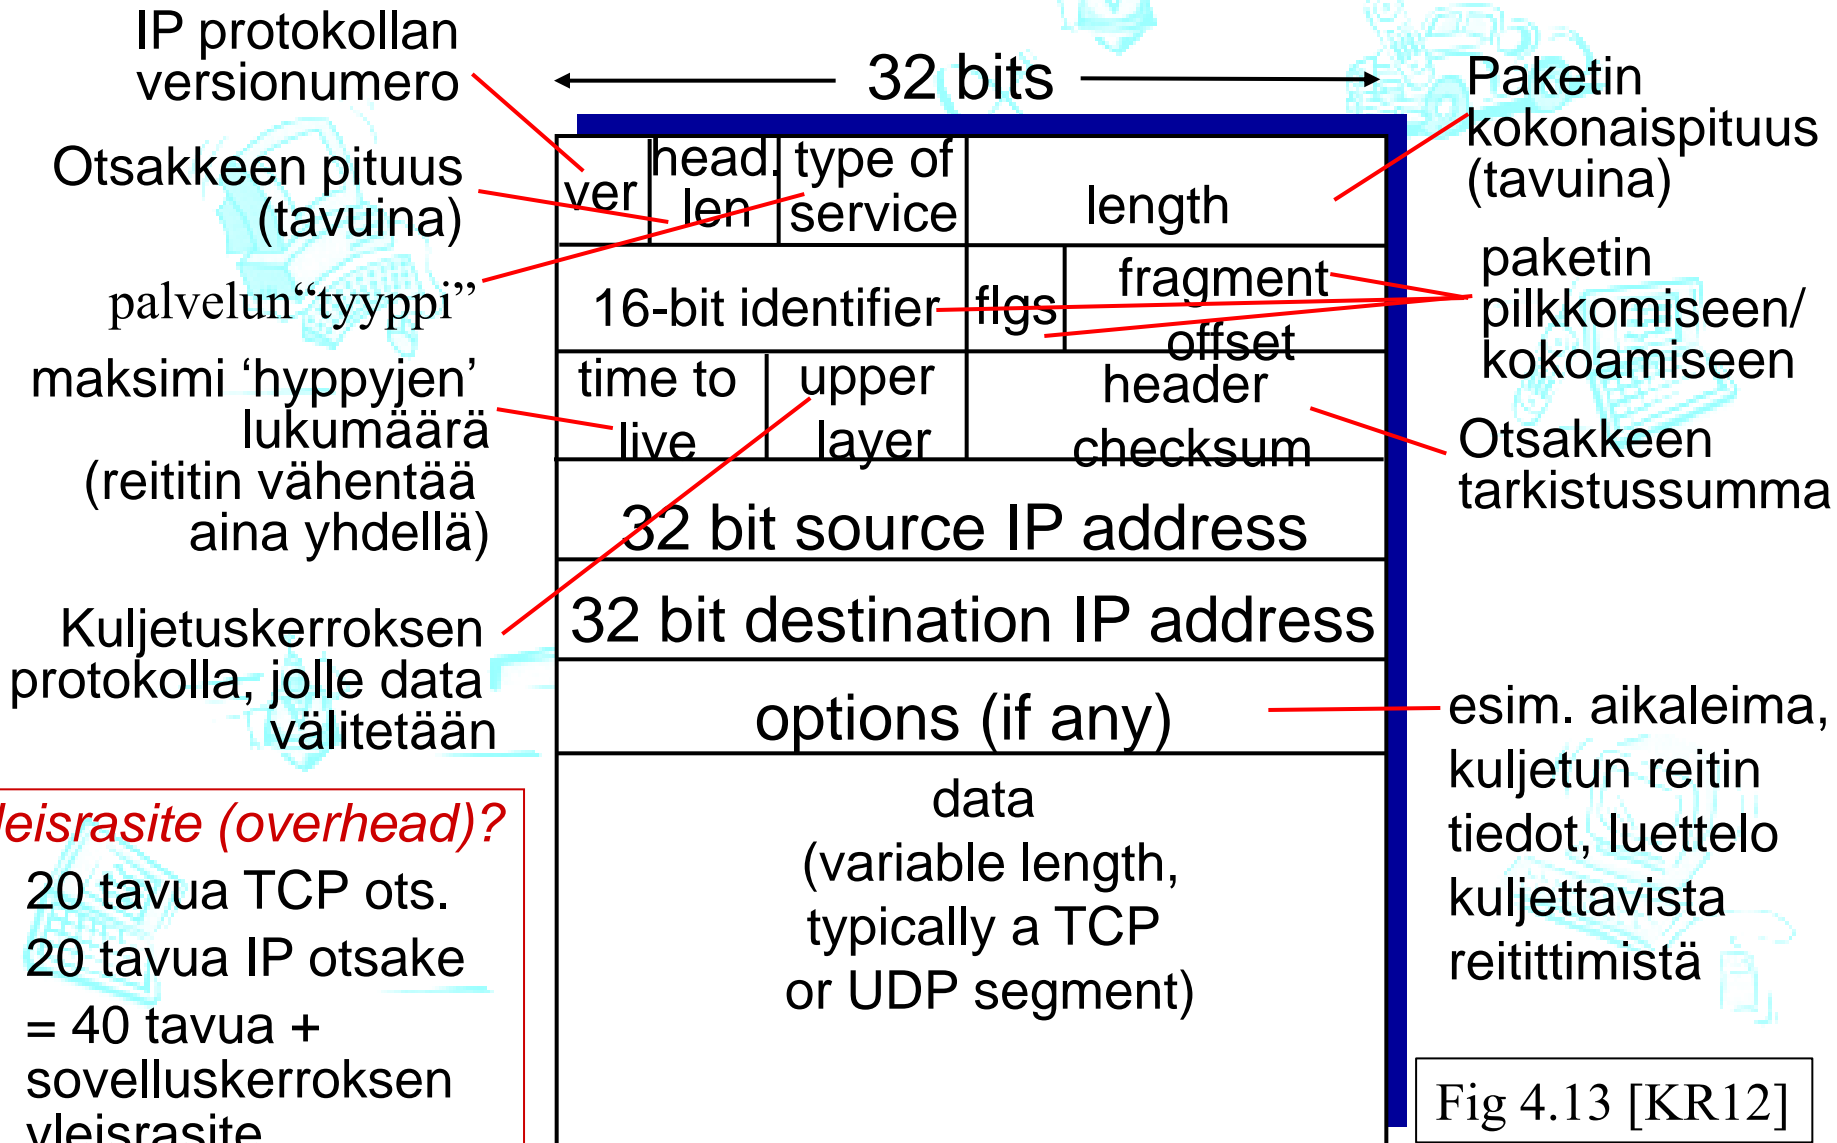 IP protokollan
versionumero
32 bits
Paketin
kokonaispituus
(tavuina)
Otsakkeen pituus
(tavuina)
ver
head.
len
type of
service
length
palvelun“tyyppi”
16-bit identifier
flgs
fragment
offset
paketin
pilkkomiseen/
kokoamiseen
maksimi ‘hyppyjen’
lukumäärä
(reititin vähentää
aina yhdellä)
time to
live
upper
layer
header
checksum
Otsakkeen
tarkistussumma
32 bit source IP address
Kuljetuskerroksen
protokolla, jolle data
välitetään
32 bit destination IP address
options (if any)
esim. aikaleima,
kuljetun reitin
tiedot, luettelo
kuljettavista
reitittimistä
data
(variable length,
typically a TCP
or UDP segment)
leisrasite (overhead)?
20 tavua TCP ots.
20 tavua IP otsake
= 40 tavua +
sovelluskerroksen
yleisrasite
Fig 4.13 [KR12]